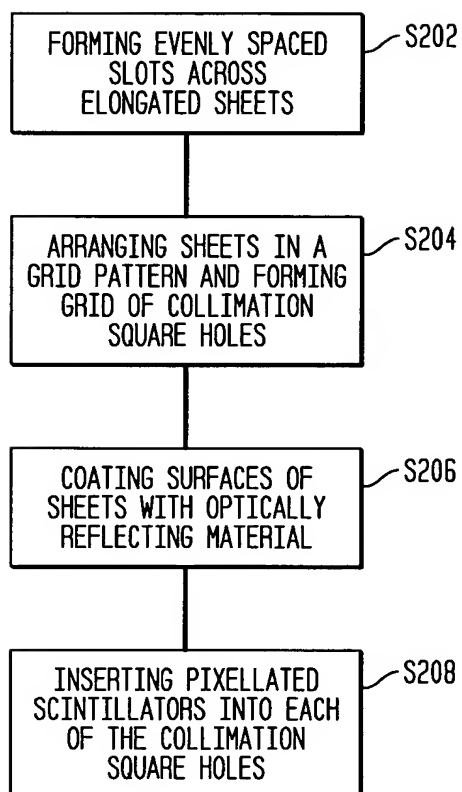 FORMING EVENLY SPACED
SLOTS ACROSS
ELONGATED SHEETS
S202
ARRANGING SHEETS IN A
GRID PATTERN AND FORMING
GRID OF COLLIMATION
SQUARE HOLES
S204
COATING SURFACES OF
SHEETS WITH OPTICALLY
REFLECTING MATERIAL
S206
INSERTING PIXELLATED
SCINTILLATORS INTO EACH
OF THE COLLIMATION
SQUARE HOLES
S208